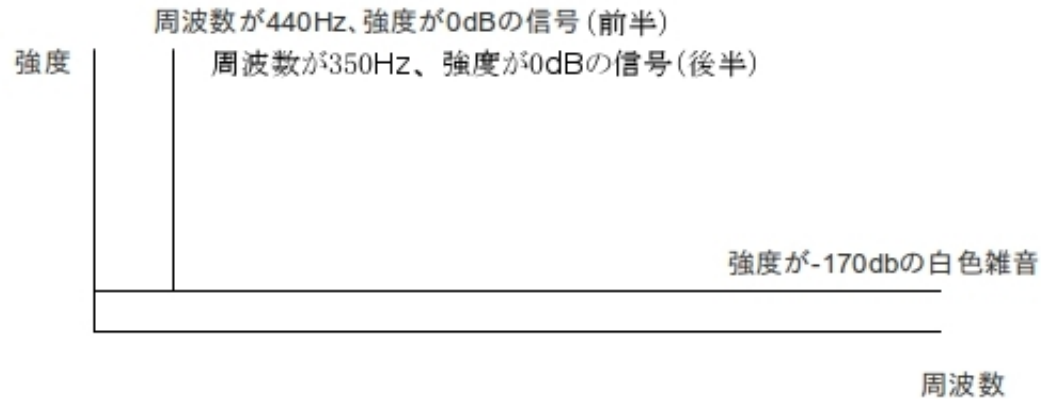 周波数が440Hz、強度が0dBの信号(前半)
強度
周波数が350Hz、強度が0dBの信号(後半)
強度が-170dbの白色雑音
周波数